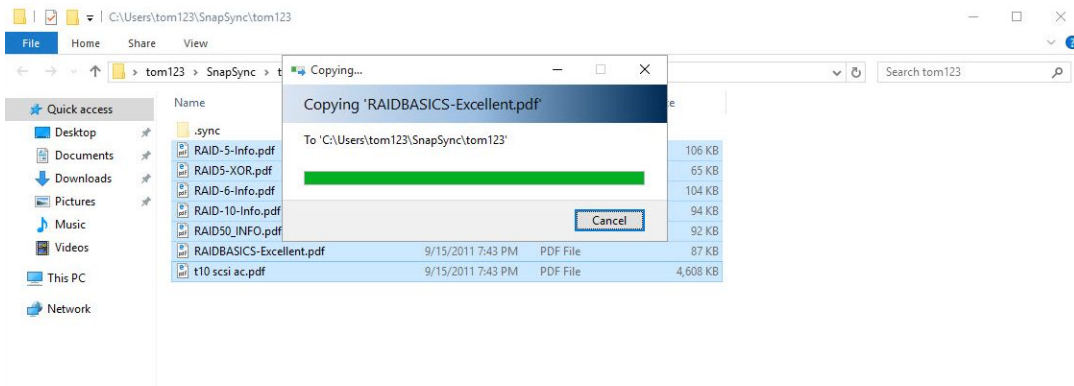 C:\Users\tom123\SnapSync\tom123
File Home Share View
tom123 > SnapSync > t
Search tom123
Copying...
Copying 'RAIDBASICS-Excellent.pdf'
To 'C:\Users\tom123\SnapSync\tom123'
Cancel
Quick access
Desktop
Documents
Downloads
Pictures
Music
Videos
This PC
Network
Name
.sync
RAID-5-Info.pdf 106 KB
RAID5-XOR.pdf 65 KB
RAID-6-Info.pdf 104 KB
RAID-10-Info.pdf 94 KB
RAID50_INFO.pdf 92 KB
RAIDBASICS-Excellent.pdf 9/15/2011 7:43 PM PDF File 87 KB
t10 scsi ac.pdf 9/15/2011 7:43 PM PDF File 4,608 KB